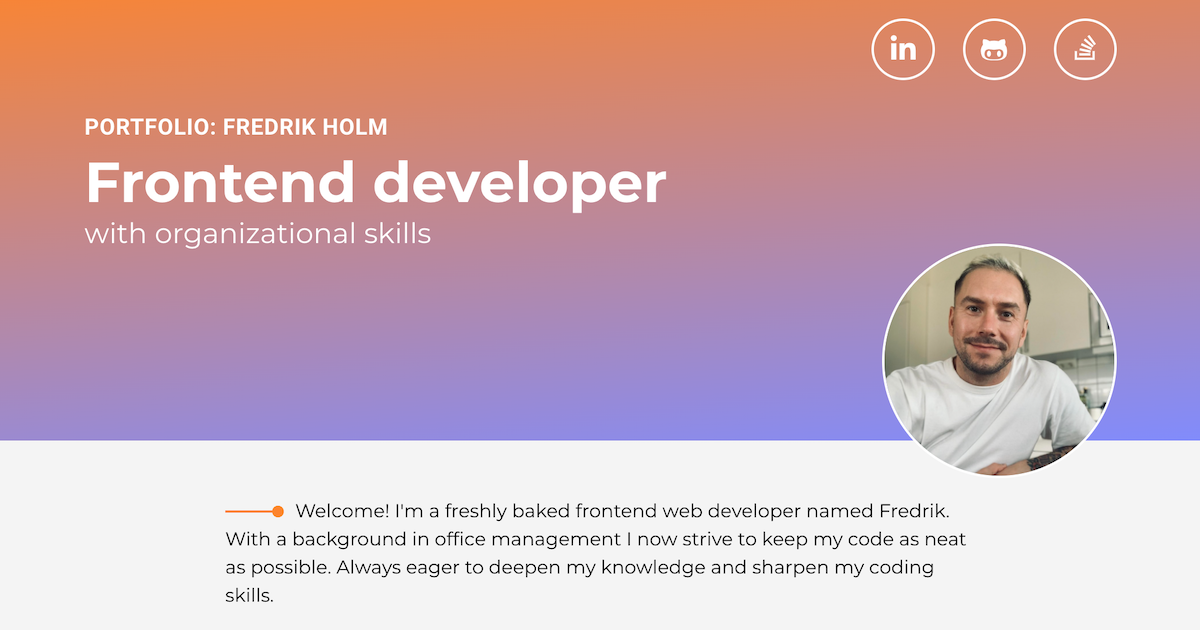 in
PORTFOLIO: FREDRIK HOLM
Frontend developer
with organizational skills
Welcome! I'm a freshly baked frontend web developer named Fredrik.
With a background in office management I now strive to keep my code as neat
as possible. Always eager to deepen my knowledge and sharpen my coding
skills.